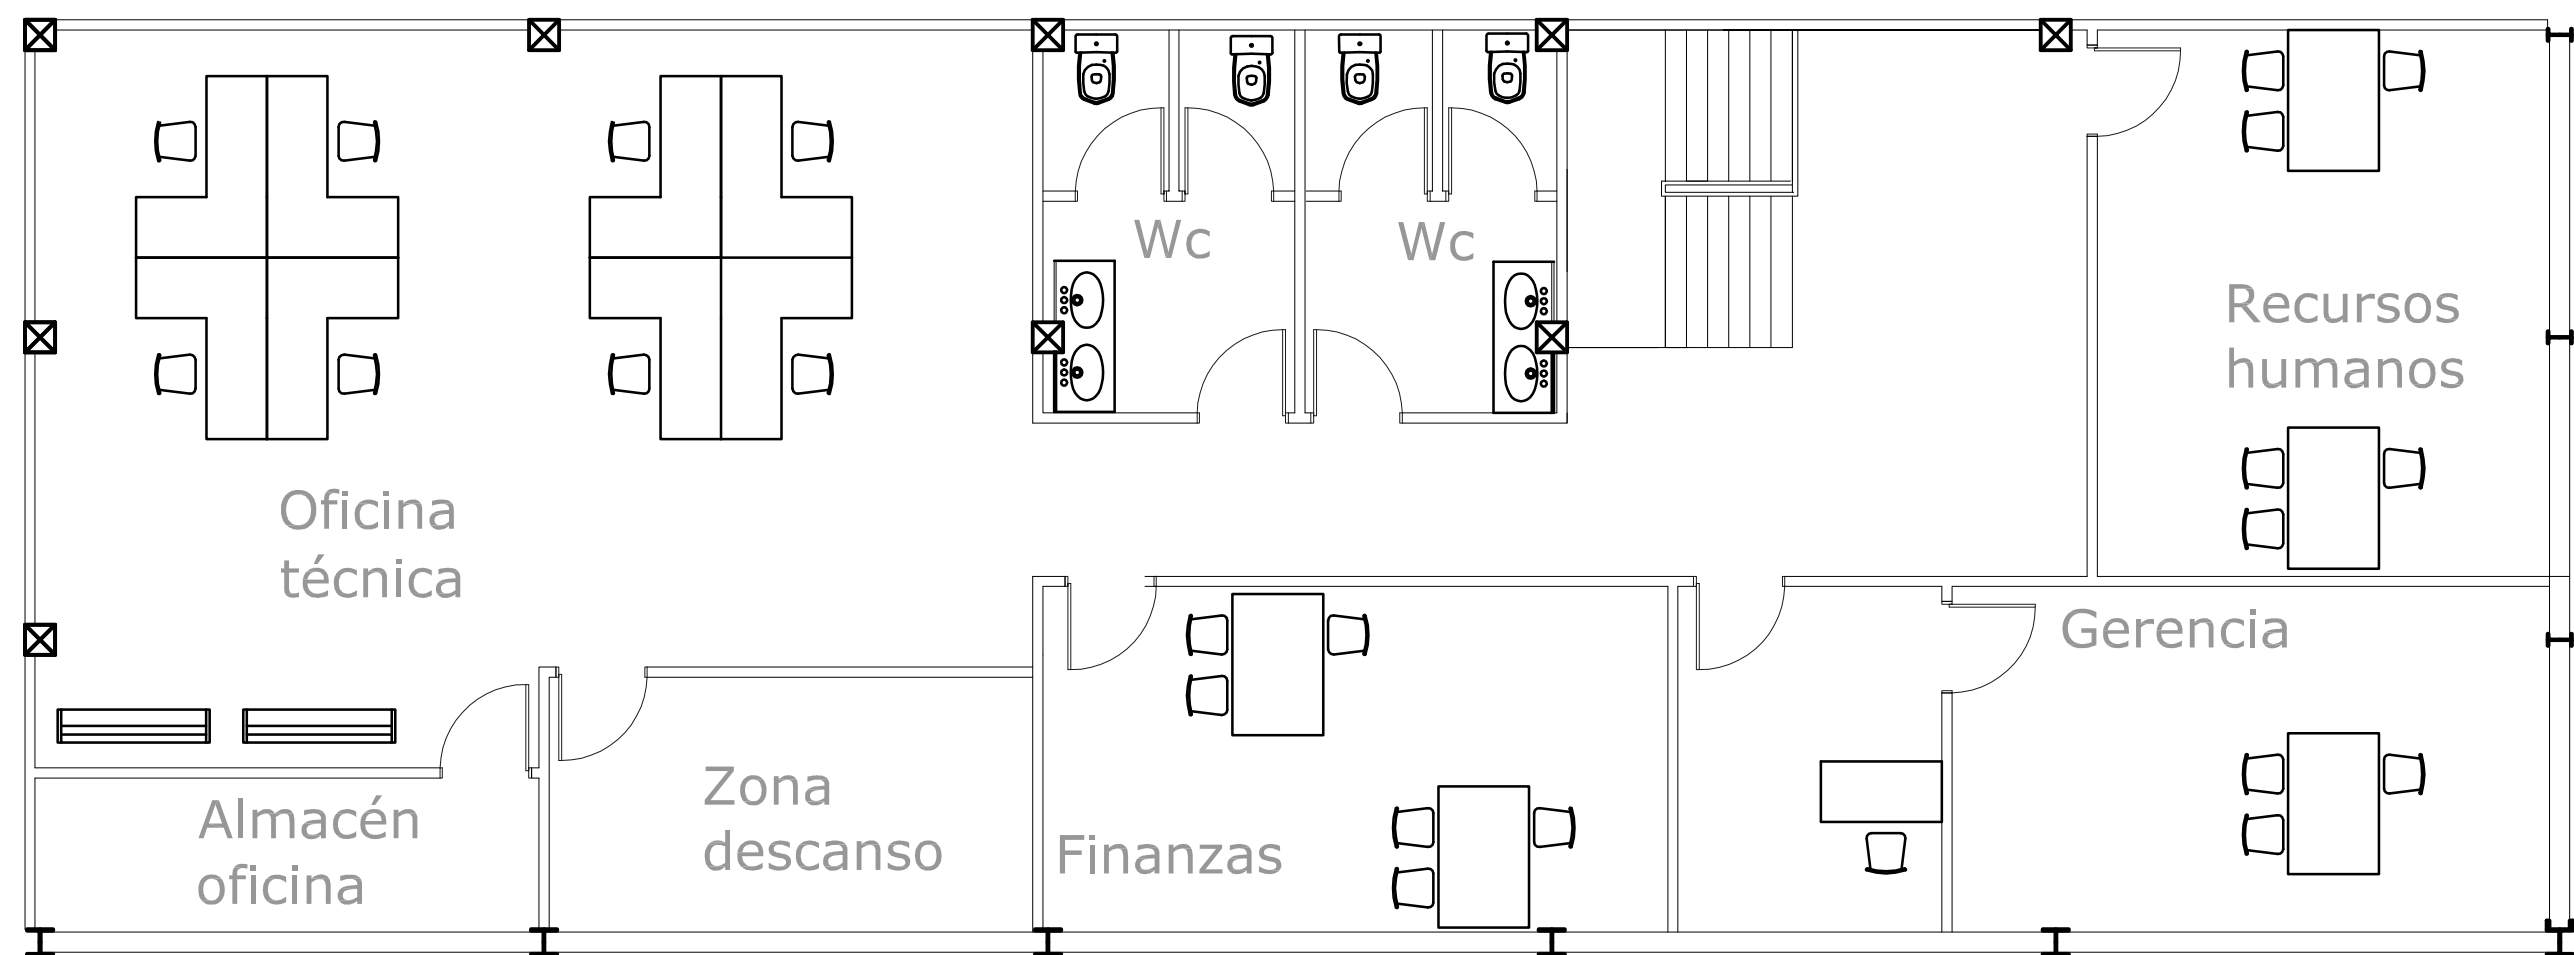 Wc
Wc
Recursos
humanos
Oficina
técnica
Gerencia
Zona
descanso
Almacén
oficina
Finanzas